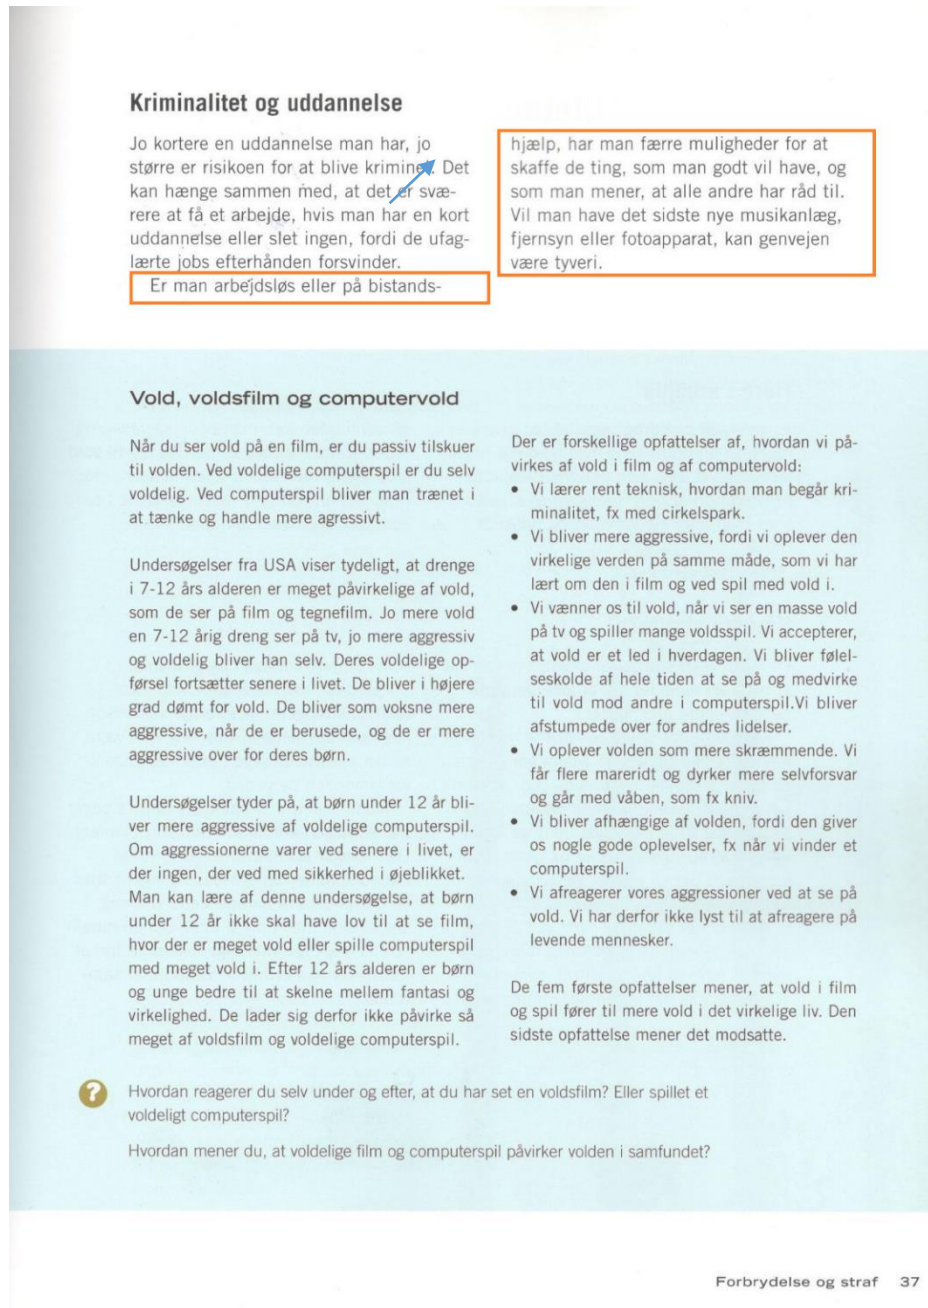 Kriminalitet og uddannelse
Jo kortere en uddannelse man har, jo
større er risikoen for at blive kriminel. Det
kan hænge sammen med, at det er svæ-
rere at få et arbejde, hvis man har en kort
uddannelse eller slet ingen, fordi de ufag-
lærte jobs efterhånden forsvinder.
Er man arbejdsløs eller på bistands-
hjælp, har man færre muligheder for at
skaffe de ting, som man godt vil have, og
som man mener, at alle andre har råd til.
Vil man have det sidste nye musikanlæg,
fjernsyn eller fotoapparat, kan genvejen
være tyveri.
Vold, voldsfilm og computervold
Når du ser vold på en film, er du passiv tilskuer
til volden. Ved voldelige computerspil er du selv
voldelig. Ved computerspil bliver man trænet i
at tænke og handle mere agressivt.
Undersøgelser fra USA viser tydeligt, at drenge
i 7-12 års alderen er meget påvirkelige af vold,
som de ser på film og tegnefilm. Jo mere vold
en 7-12 årig dreng ser på tv, jo mere aggressiv
og voldelig bliver han selv. Deres voldelige op-
førsel fortsætter senere i livet. De bliver i højere
grad dømt for vold. De bliver som voksne mere
aggressive, når de er berusede, og de er mere
aggressive over for deres børn.
Undersøgelser tyder på, at børn under 12 år bli-
ver mere aggressive af voldelige computerspil.
Om aggressionerne varer ved senere i livet, er
der ingen, der ved med sikkerhed i øjeblikket.
Man kan lære af denne undersøgelse, at børn
under 12 år ikke skal have lov til at se film,
hvor der er meget vold eller spille computerspil
med meget vold i. Efter 12 års alderen er børn
og unge bedre til at skelne mellem fantasi og
virkelighed. De lader sig derfor ikke påvirke så
meget af voldsfilm og voldelige computerspil.
Der er forskellige opfattelser af, hvordan vi på-
virkes af vold i film og af computervold:
• Vi lærer rent teknisk, hvordan man begår kri-
minalitet, fx med cirkelspark.
• Vi bliver mere aggressive, fordi vi oplever den
virkelige verden på samme måde, som vi har
lært om den i film og ved spil med vold i.
• Vi vænner os til vold, når vi ser en masse vold
på tv og spiller mange voldsspil. Vi accepterer,
at vold er et led i hverdagen. Vi bliver følel-
seskolde af hele tiden at se på og medvirke
til vold mod andre i computerspil.Vi bliver
afstumpede over for andres lidelser.
• Vi oplever volden som mere skræmmende. Vi
får flere mareridt og dyrker mere selvforsvar
og går med våben, som fx kniv.
• Vi bliver afhængige af volden, fordi den giver
os nogle gode oplevelser, fx når vi vinder et
computerspil.
• Vi afreagerer vores aggressioner ved at se på
vold. Vi har derfor ikke lyst til at afreagere på
levende mennesker.
De fem første opfattelser mener, at vold i film
og spil fører til mere vold i det virkelige liv. Den
sidste opfattelse mener det modsatte.
? Hvordan reagerer du selv under og efter, at du har set en voldsfilm? Eller spillet et
voldeligt computerspil?
Hvordan mener du, at voldelige film og computerspil påvirker volden i samfundet?
Forbrydelse og straf 37